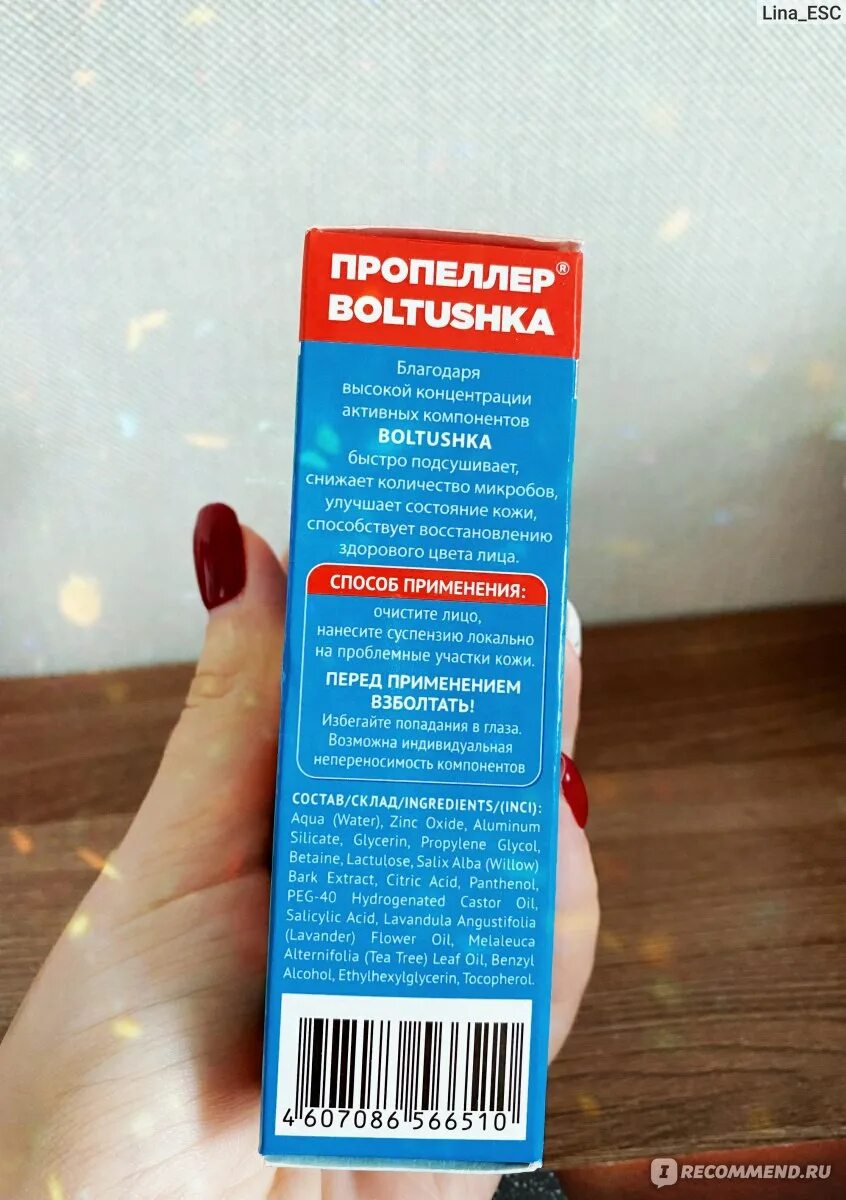 Lina_ESC
ПРОПЕЛЛЕР®
BOLTUSHKA
Благодаря
высокой концентрации
активных компонентов
BOLTUSHKA
быстро подсушивает,
снижает количество микробов,
улучшает состояние кожи,
способствует восстановлению
здорового цвета лица.
СПОСОБ ПРИМЕНЕНИЯ:
очистите лицо,
нанесите суспензию локально
на проблемные участки кожи.
ПЕРЕД ПРИМЕНЕНИЕМ
ВЗБОЛТАТЬ!
Избегайте попадания в глаза.
Возможна индивидуальная
непереносимость компонентов
СОСТАВ/СКЛАД/INGREDIENTS/(INCI):
Aqua (Water), Zinc Oxide, Aluminum
Silicate, Glycerin, Propylene Glycol,
Betaine, Lactulose, Salix Alba (Willow)
Bark Extract, Citric Acid, Panthenol,
PEG-40 Hydrogenated Castor Oil,
Salicylic Acid, Lavandula Angustifolia
(Lavander) Flower Oil, Melaleuca
Alternifolia (Tea Tree) Leaf Oil, Benzyl
Alcohol, Ethylhexylglycerin, Tocopherol.
4 607086 566510
IRECOMMEND.RU